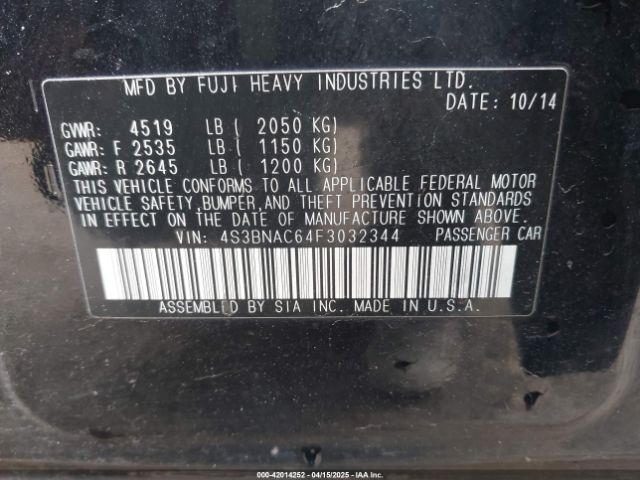 MFD BY FUJI HEAVY INDUSTRIES LTD.
DATE: 10/14
GVWR: 4519 LB ( 2050 KG)
GAWR: F 2535 LB ( 1150 KG)
GAWR: R 2645 LB ( 1200 KG)
THIS VEHICLE CONFORMS TO ALL APPLICABLE FEDERAL MOTOR
VEHICLE SAFETY, BUMPER, AND THEFT PREVENTION STANDARDS
IN EFFECT ON THE DATE OF MANUFACTURE SHOWN ABOVE.
VIN: 4S3BNAC64F3032344 PASSENGER CAR
ASSEMBLED BY SIA INC. MADE IN U.S.A.
000-42014252 - 04/15/2025 - IAAI.COM